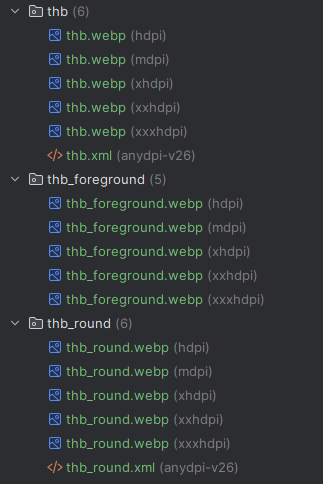 thb (6)
thb.webp (hdpi)
thb.webp (mdpi)
thb.webp (xhdpi)
thb.webp (xxhdpi)
thb.webp (xxxhdpi)
thb.xml (anydpi-v26)
thb_foreground (5)
thb_foreground.webp (hdpi)
thb_foreground.webp (mdpi)
thb_foreground.webp (xhdpi)
thb_foreground.webp (xxhdpi)
thb_foreground.webp (xxxhdpi)
thb_round (6)
thb_round.webp (hdpi)
thb_round.webp (mdpi)
thb_round.webp (xhdpi)
thb_round.webp (xxhdpi)
thb_round.webp (xxxhdpi)
thb_round.xml (anydpi-v26)